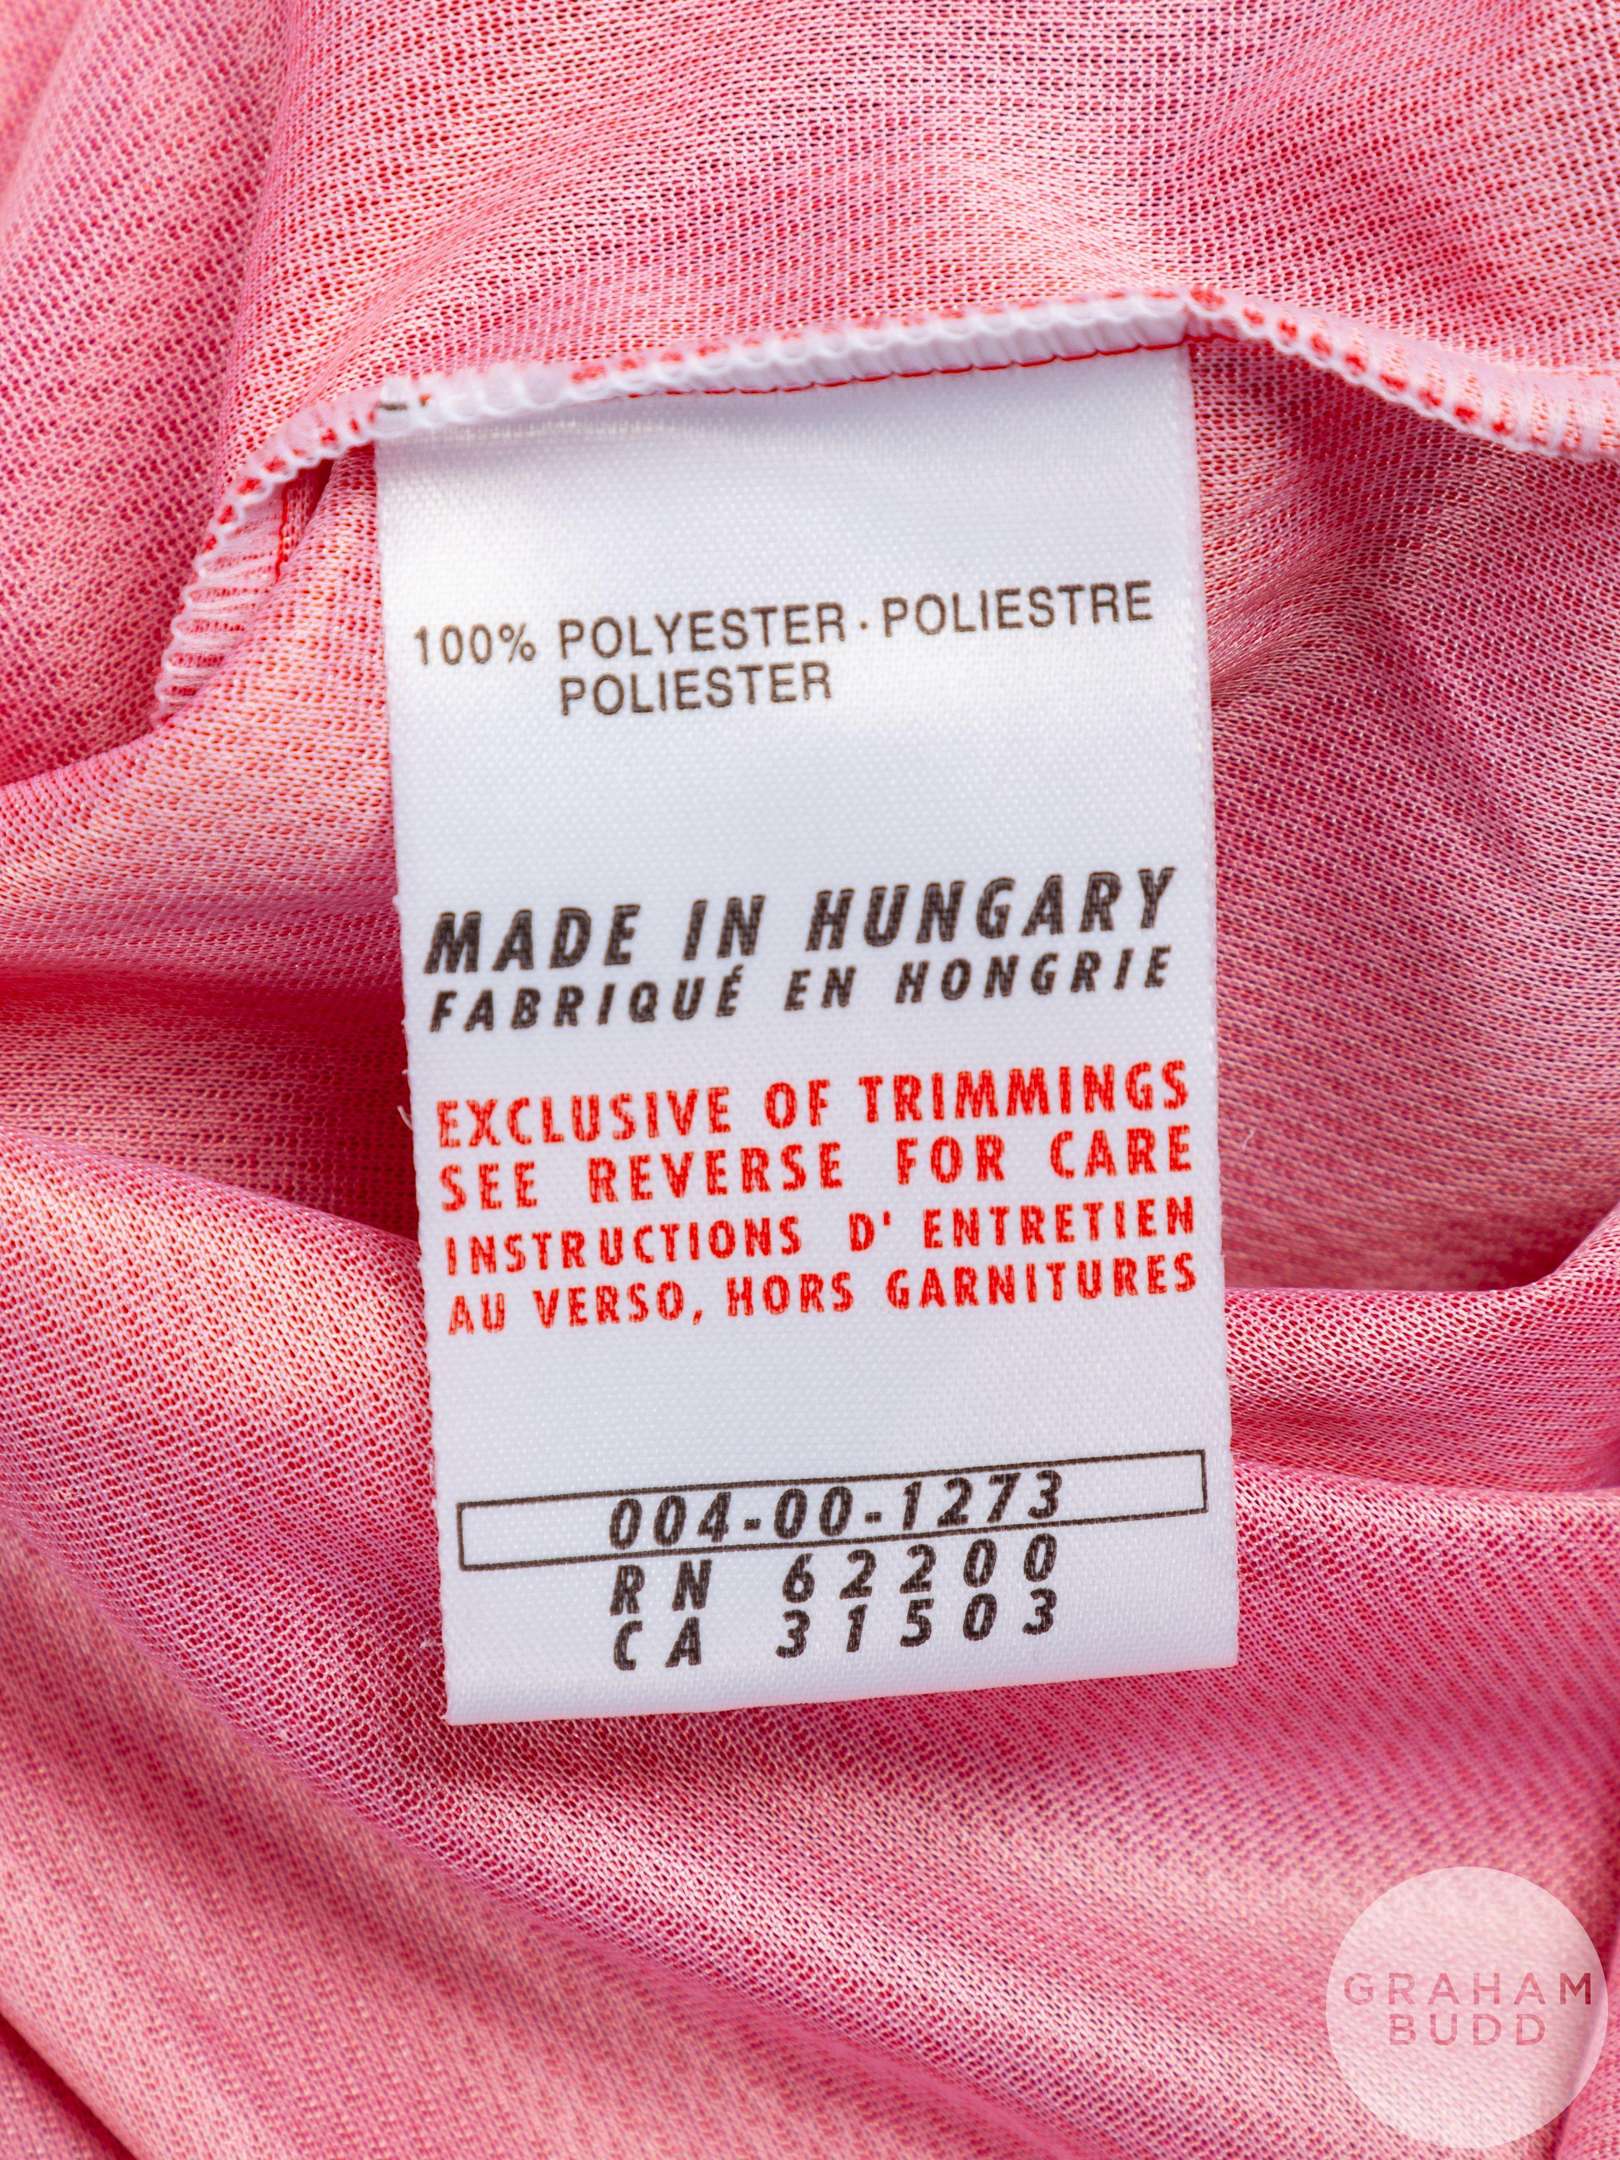 100% POLYESTER · POLIESTRE
POLIESTER
MADE IN HUNGARY
FABRIQUÉ EN HONGRIE
EXCLUSIVE OF TRIMMINGS
SEE REVERSE FOR CARE
INSTRUCTIONS D' ENTRETIEN
AU VERSO, HORS GARNITURES
004-00-1273
RN 62200
CA 31503
GRAHAM
BUDD